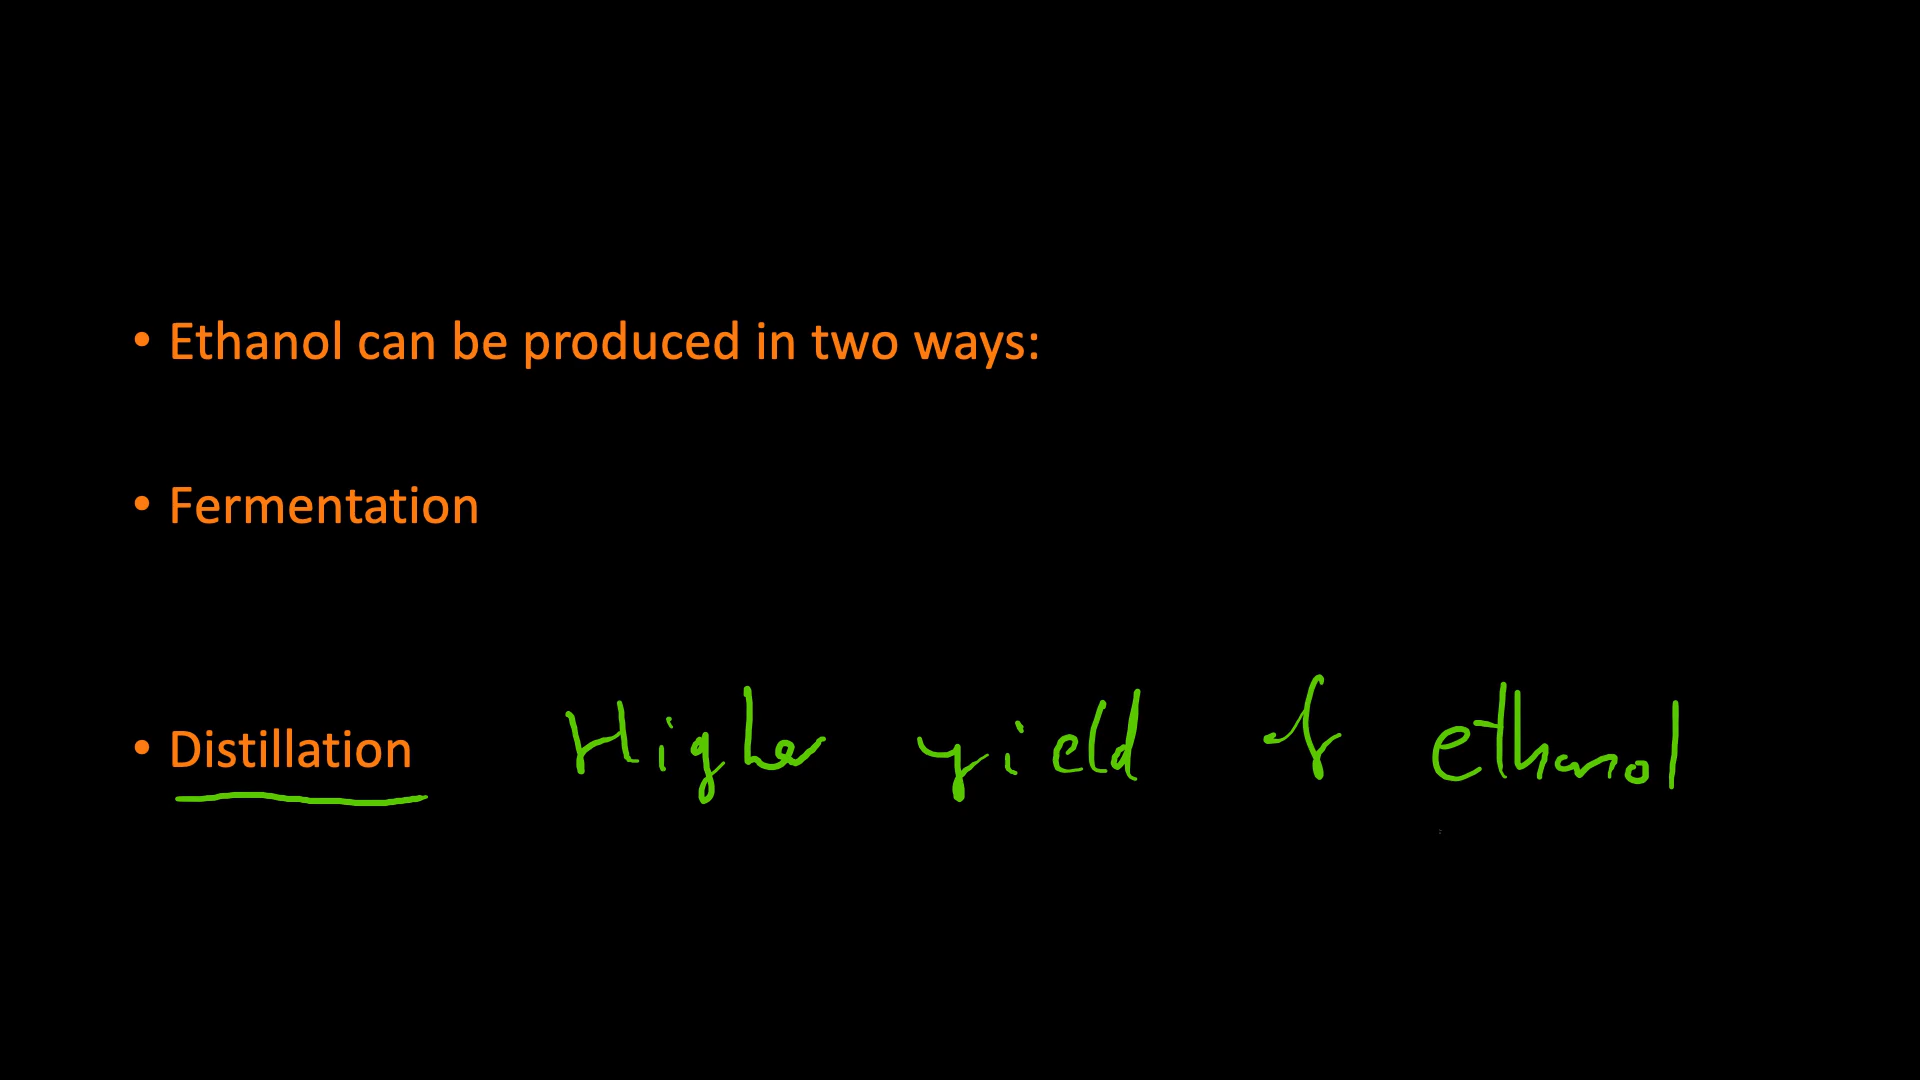 • Ethanol can be produced in two ways:
• Fermentation
• Distillation Higher yield of ethanol